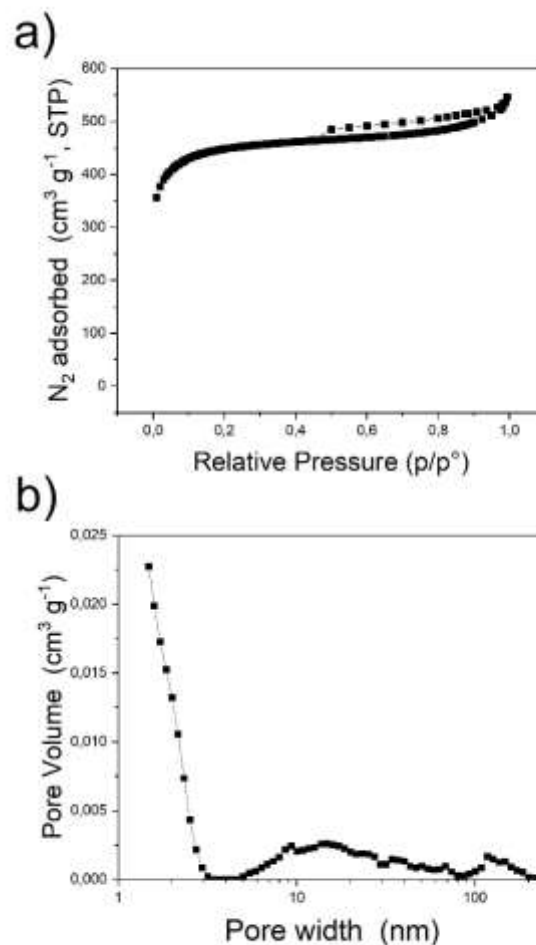 a)
600
500
400
300
200
100
0
N₂ adsorbed (cm³ g⁻¹, STP)
0,0 0,2 0,4 0,6 0,8 1,0
Relative Pressure (p/p°)
b)
0,025
0,020
0,015
0,010
0,005
0,000
Pore Volume (cm³ g⁻¹)
1 10 100
Pore width (nm)